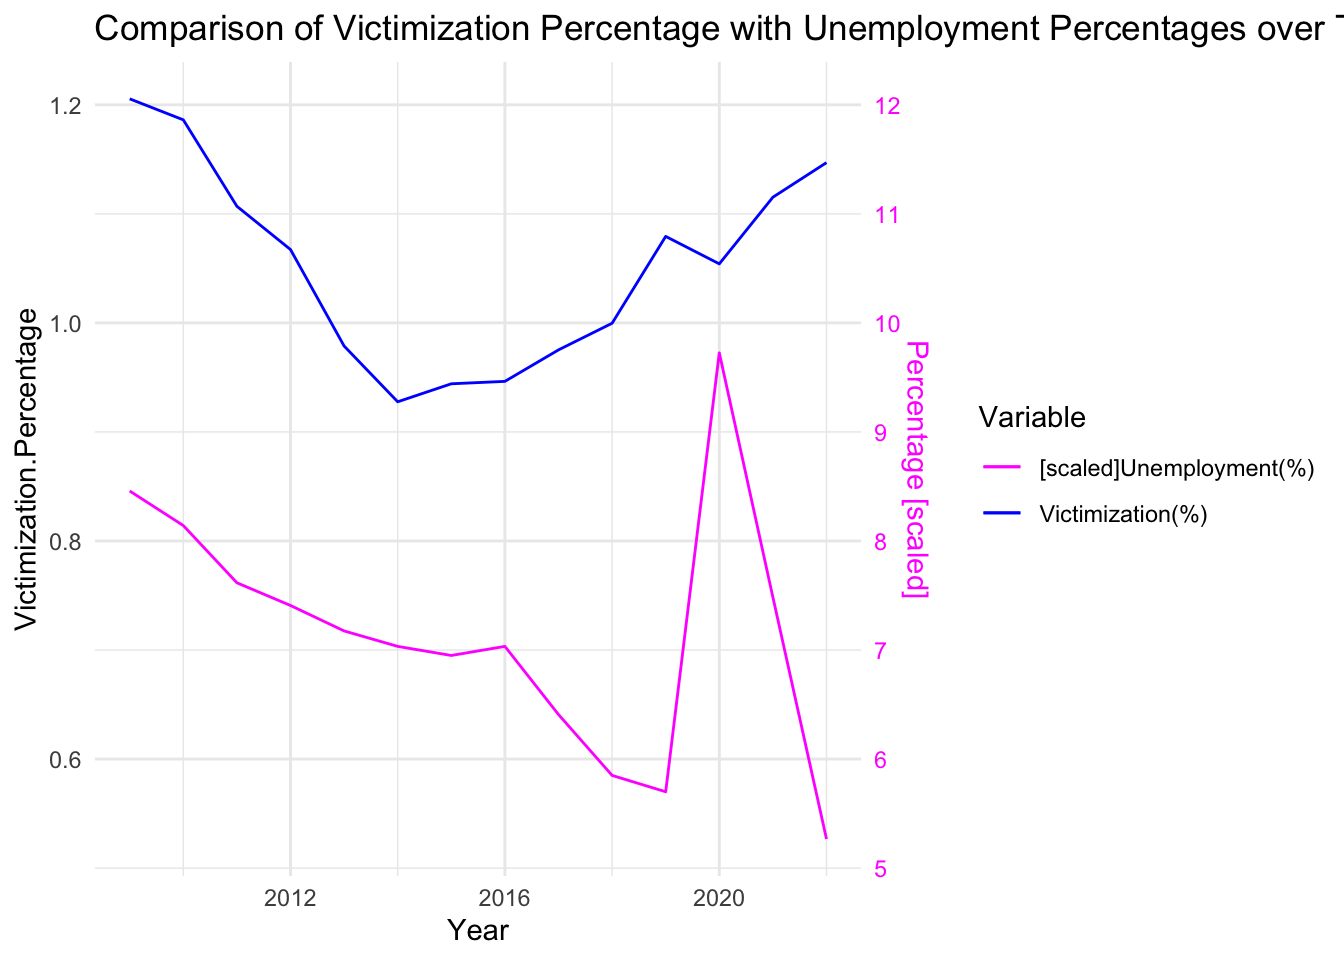 Comparison of Victimization Percentage with Unemployment Percentages over
1.2
1.0
0.8
0.6
Victimization.Percentage
12
11
10
9
8
7
6
5
Percentage [scaled]
2012 2016 2020
Year
Variable
[scaled]Unemployment(%)
Victimization(%)